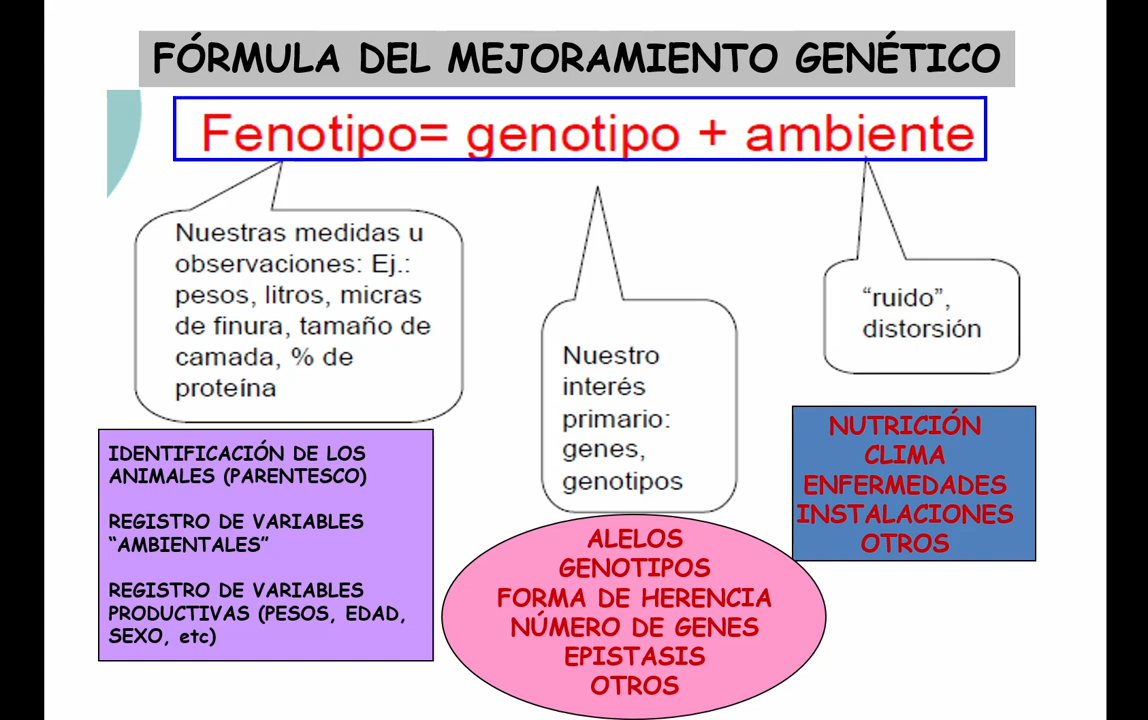 FÓRMULA DEL MEJORAMIENTO GENÉTICO
Fenotipo= genotipo + ambiente
Nuestras medidas u
observaciones: Ej.:
pesos, litros, micras
de finura, tamaño de
camada, % de
proteína
IDENTIFICACIÓN DE LOS
ANIMALES (PARENTESCO)
REGISTRO DE VARIABLES
“AMBIENTALES”
REGISTRO DE VARIABLES
PRODUCTIVAS (PESOS, EDAD,
SEXO, etc)
Nuestro
interés
primario:
genes,
genotipos
ALELOS
GENOTIPOS
FORMA DE HERENCIA
NÚMERO DE GENES
EPISTASIS
OTROS
“ruido”,
distorsión
NUTRICIÓN
CLIMA
ENFERMEDADES
INSTALACIONES
OTROS